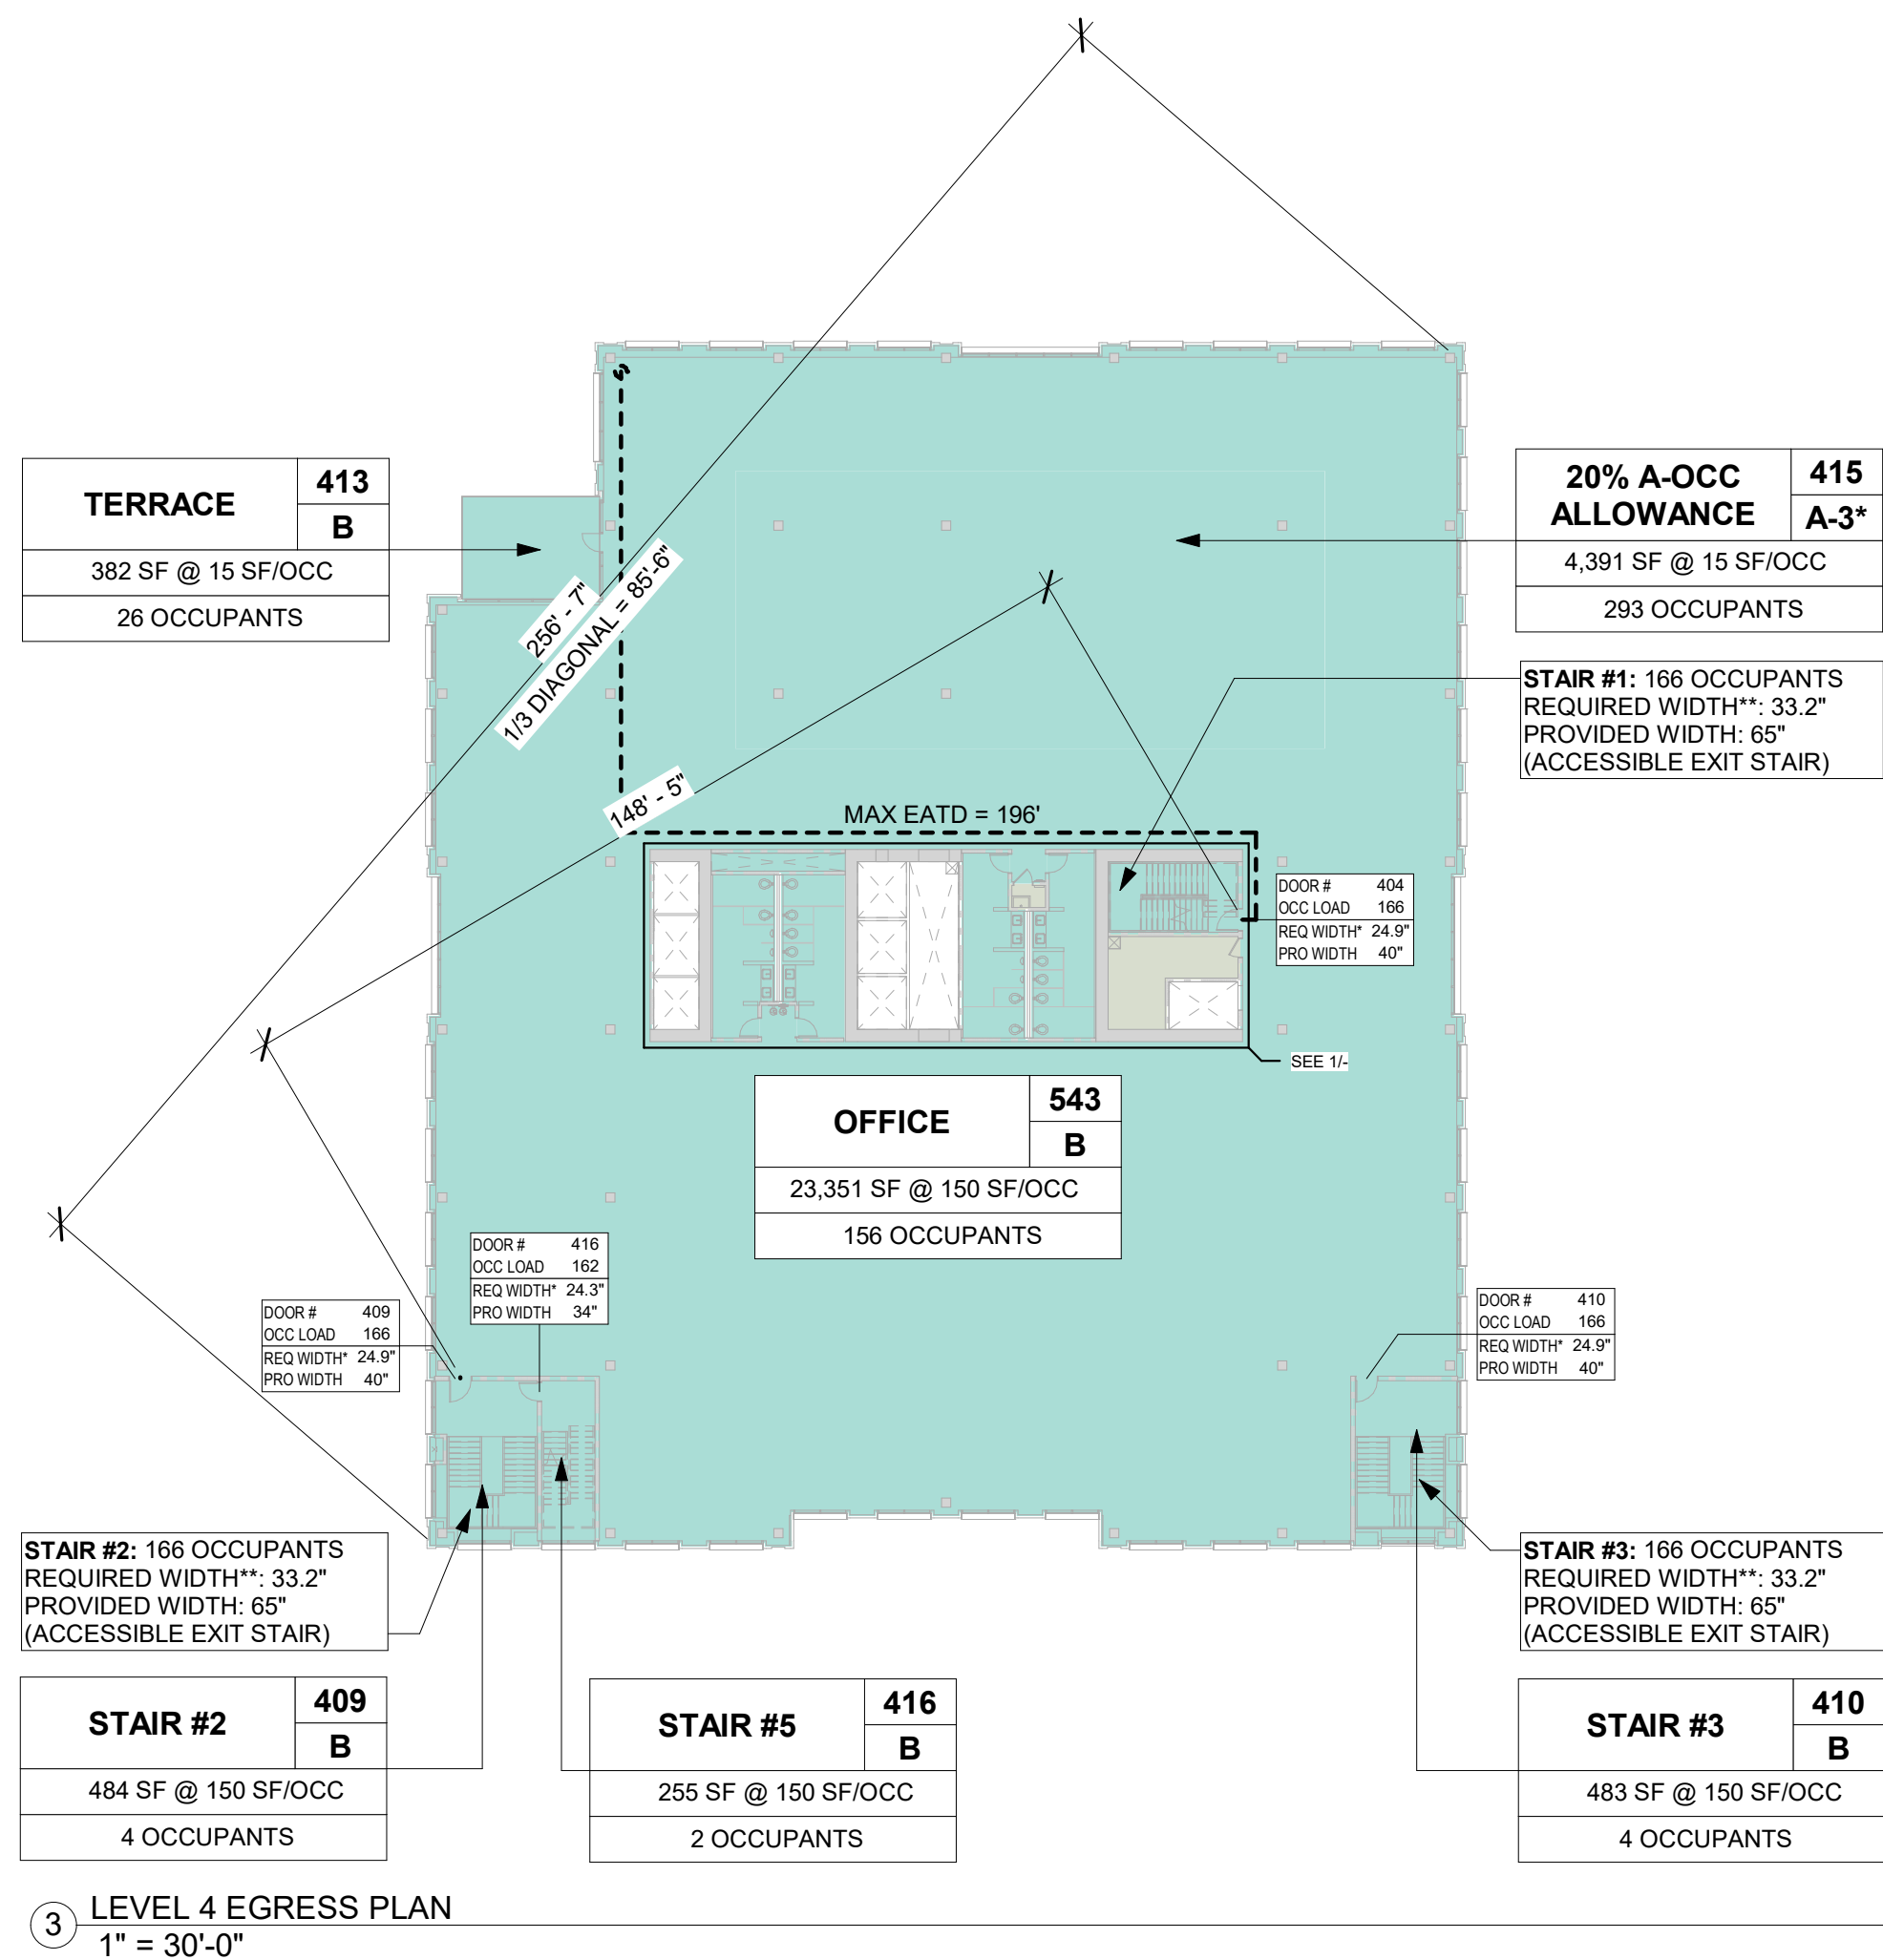 256' - 7"
1/3 DIAGONAL = 85'-6"
148' - 5"
TERRACE
413
B
382 SF @ 15 SF/OCC
26 OCCUPANTS
20% A-OCC
ALLOWANCE
415
A-3*
4,391 SF @ 15 SF/OCC
293 OCCUPANTS
STAIR #1: 166 OCCUPANTS
REQUIRED WIDTH**: 33.2"
PROVIDED WIDTH: 65"
(ACCESSIBLE EXIT STAIR)
MAX EATD = 196'
DOOR # 404
OCC LOAD 166
REQ WIDTH* 24.9"
PRO WIDTH 40"
SEE 1/-
OFFICE
543
B
23,351 SF @ 150 SF/OCC
156 OCCUPANTS
DOOR # 416
OCC LOAD 162
REQ WIDTH* 24.3"
PRO WIDTH 34"
DOOR # 409
OCC LOAD 166
REQ WIDTH* 24.9"
PRO WIDTH 40"
DOOR # 410
OCC LOAD 166
REQ WIDTH* 24.9"
PRO WIDTH 40"
STAIR #2: 166 OCCUPANTS
REQUIRED WIDTH**: 33.2"
PROVIDED WIDTH: 65"
(ACCESSIBLE EXIT STAIR)
STAIR #3: 166 OCCUPANTS
REQUIRED WIDTH**: 33.2"
PROVIDED WIDTH: 65"
(ACCESSIBLE EXIT STAIR)
STAIR #2
409
B
484 SF @ 150 SF/OCC
4 OCCUPANTS
STAIR #5
416
B
255 SF @ 150 SF/OCC
2 OCCUPANTS
STAIR #3
410
B
483 SF @ 150 SF/OCC
4 OCCUPANTS
3
LEVEL 4 EGRESS PLAN
1" = 30'-0"